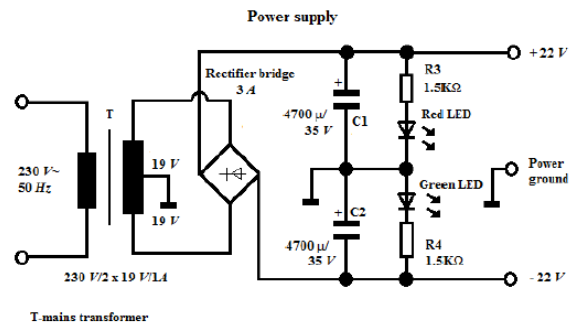 Power supply
+ 22 V
Rectifier bridge
3 A
R3
1.5KΩ
T
4700 µ/
35 V
+
C1
Red LED
230 V~
50 Hz
19 V
19 V
Power
ground
Green LED
+
C2
4700 µ/
35 V
R4
1.5KΩ
- 22 V
230 V/2 x 19 V/1A
T-mains transformer